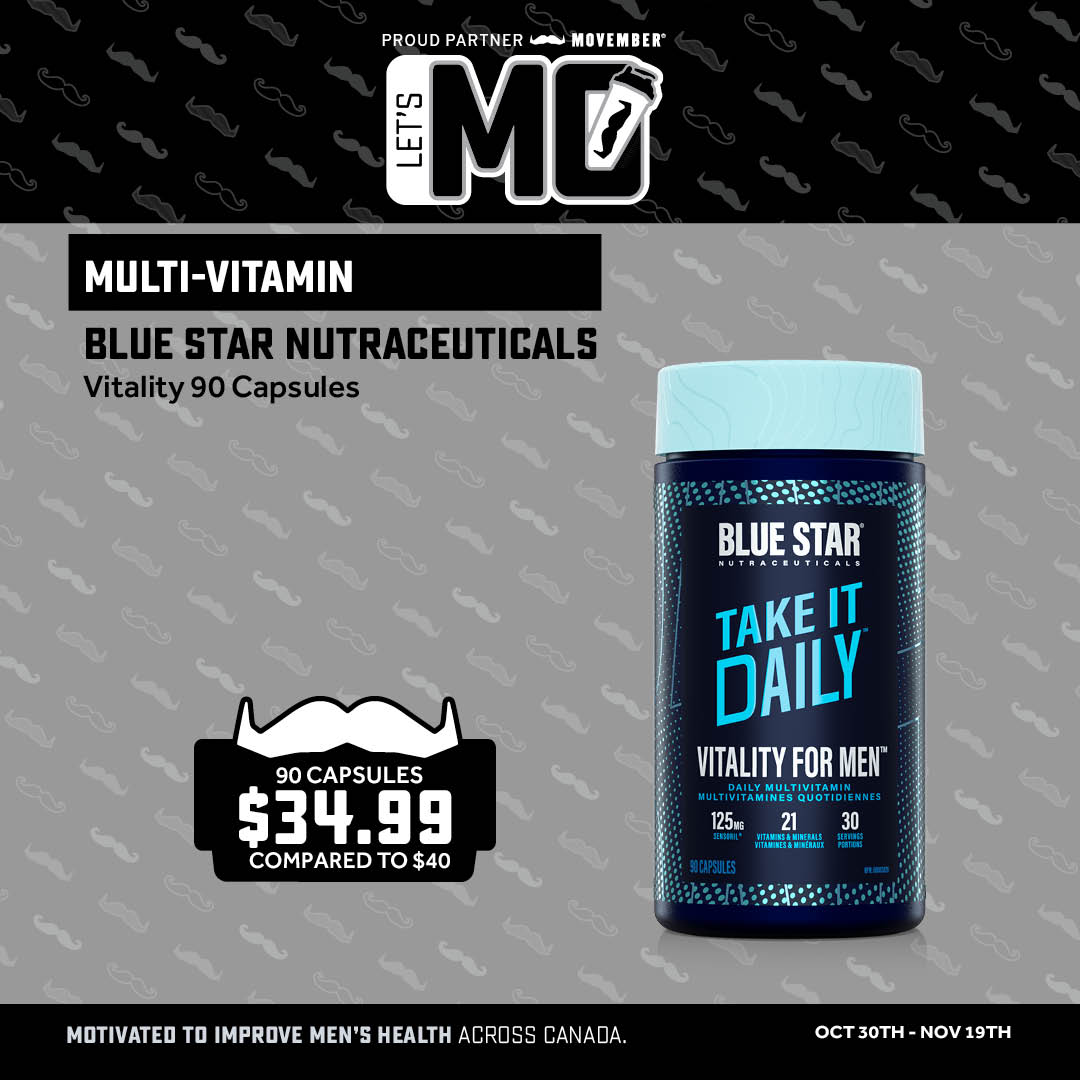 PROUD PARTNER MOVEMBER®
LET'S MO
MULTI-VITAMIN
BLUE STAR NUTRACEUTICALS
Vitality 90 Capsules
BLUE STAR®
NUTRACEUTICALS
TAKE IT
DAILY™
VITALITY FOR MEN™
DAILY MULTIVITAMIN
MULTIVITAMINES QUOTIDIENNES
125MG 21 30
SENSORIL® VITAMINS & MINERALS SERVINGS
VITAMINES & MINÉRAUX PORTIONS
90 CAPSULES
90 CAPSULES
$34.99
COMPARED TO $40
MOTIVATED TO IMPROVE MEN'S HEALTH ACROSS CANADA.
OCT 30TH - NOV 19TH